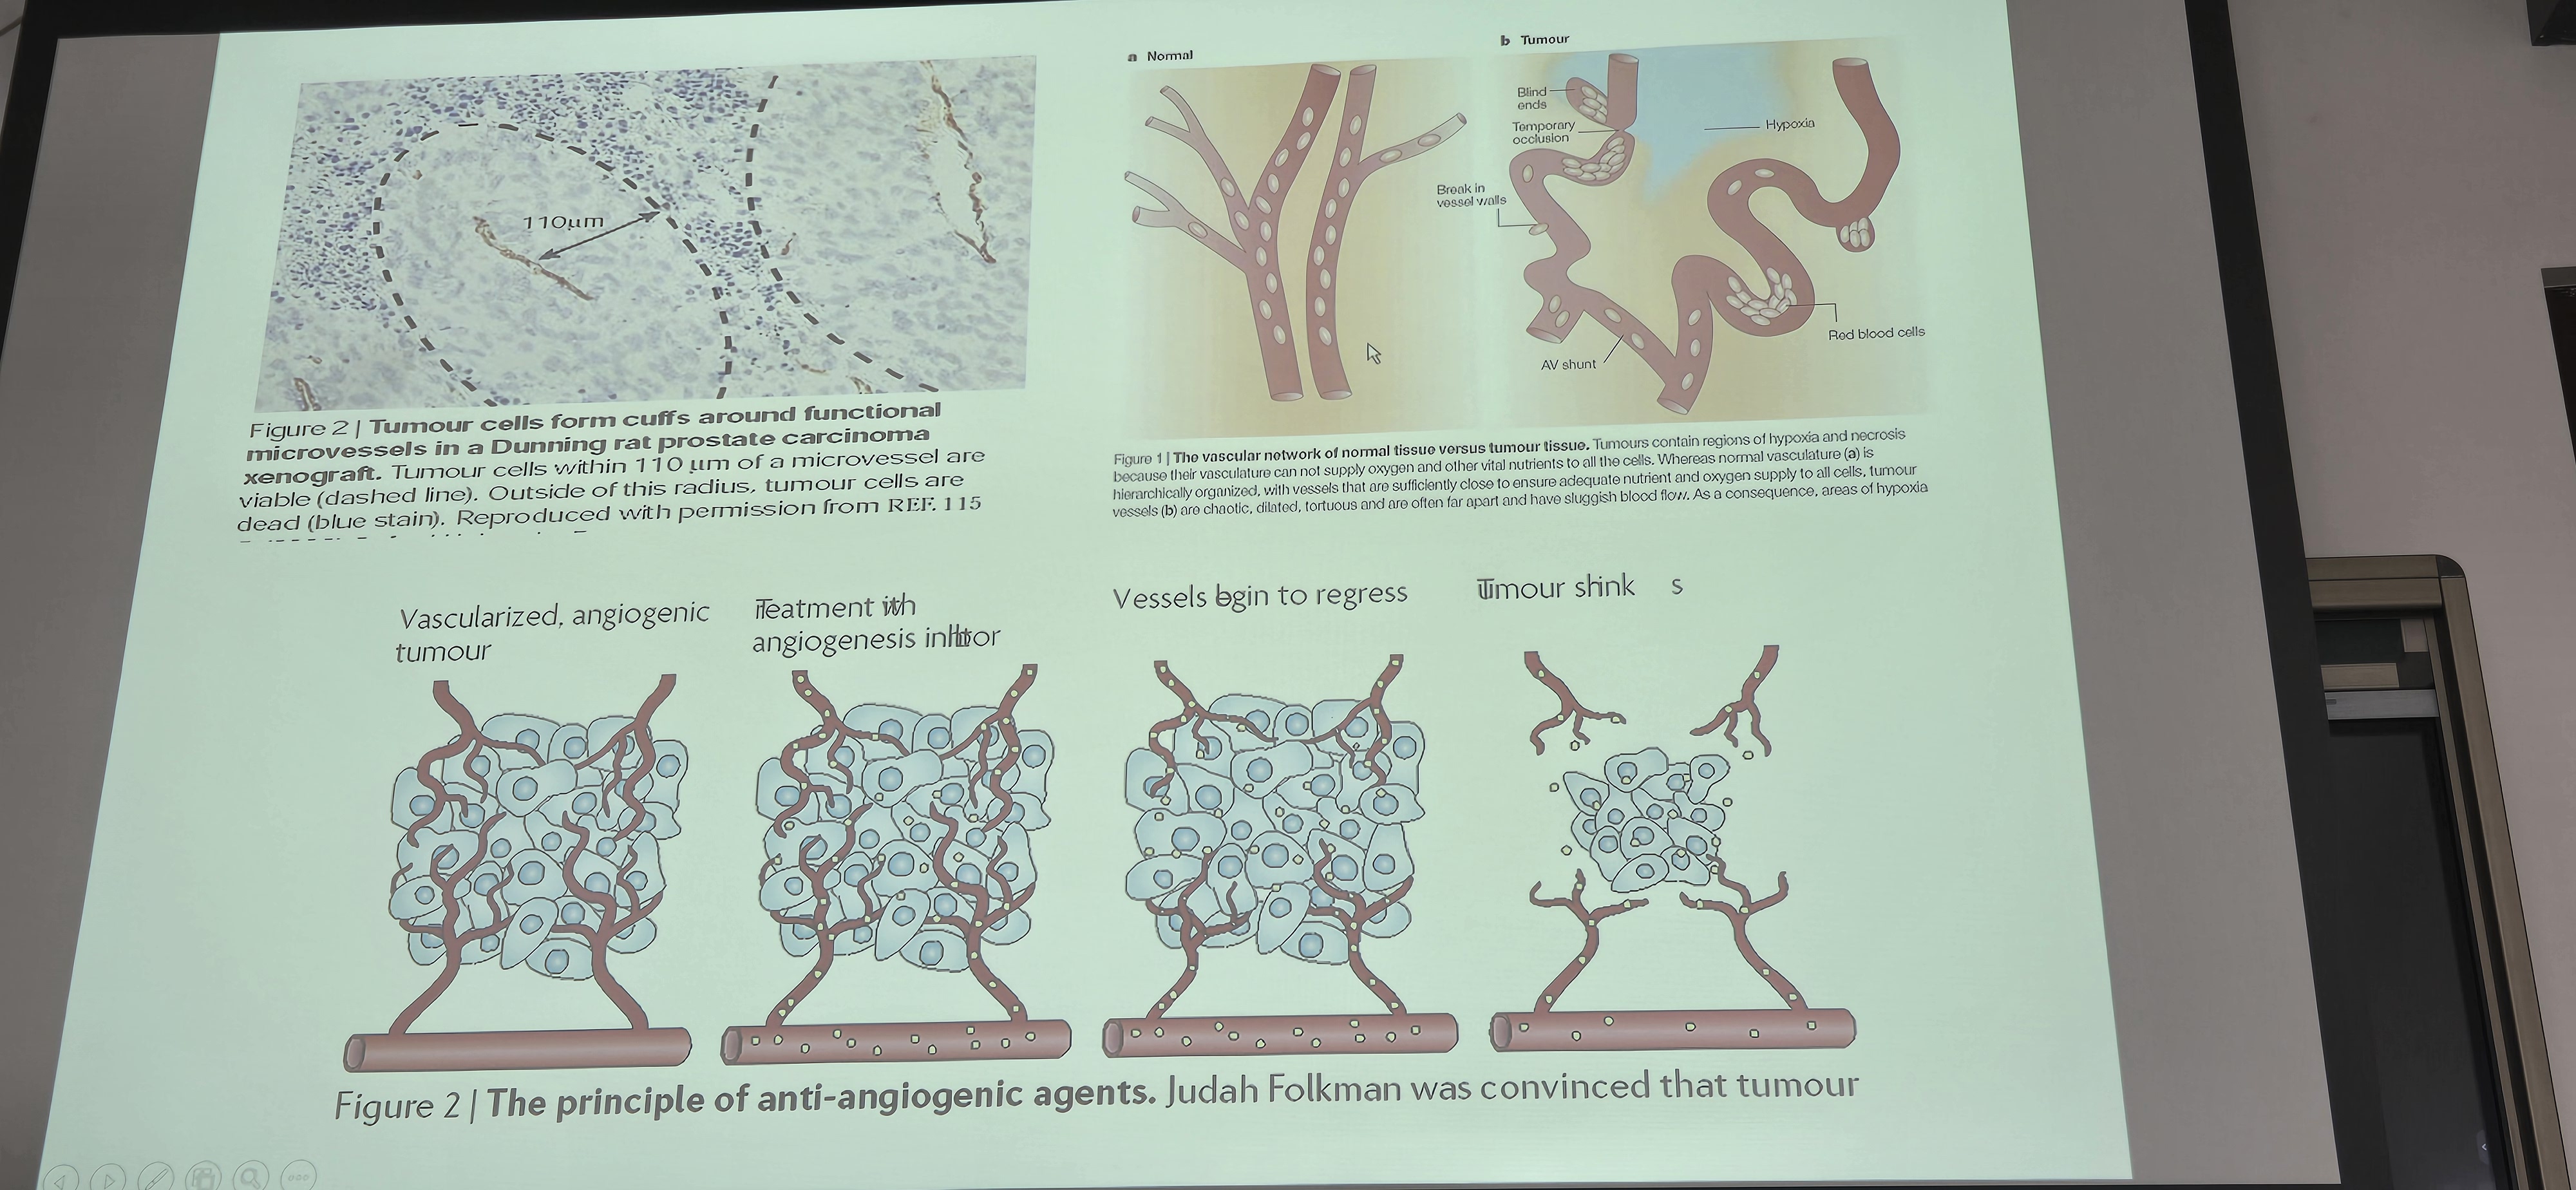 110µm
Figure 2 | Tumour cells form cuffs around functional
microvessels in a Dunning rat prostate carcinoma
xenograft. Tumour cells within 110 µm of a microvessel are
viable (dashed line). Outside of this radius, tumour cells are
dead (blue stain). Reproduced with permission from REF. 115
a Normal
b Tumour
Blind
ends
Temporary
occlusion
Hypoxia
Break in
vessel walls
Red blood cells
AV shunt
Figure 1 | The vascular network of normal tissue versus tumour tissue. Tumours contain regions of hypoxia and necrosis
because their vasculature can not supply oxygen and other vital nutrients to all the cells. Whereas normal vasculature (a) is
hierarchically organized, with vessels that are sufficiently close to ensure adequate nutrient and oxygen supply to all cells, tumour
vessels (b) are chaotic, dilated, tortuous and are often far apart and have sluggish blood flow. As a consequence, areas of hypoxia
Vascularized, angiogenic
tumour
angiogenesis
Vessels to regress
Figure 2 | The principle of anti-angiogenic agents. Judah Folkman was convinced that tumour